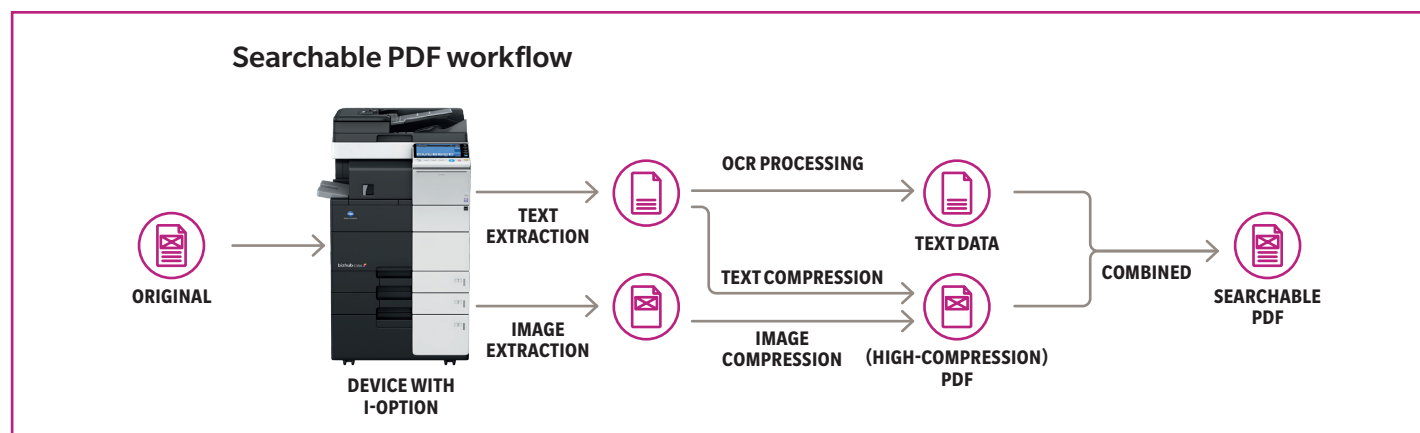 Searchable PDF workflow
ORIGINAL
bizhub
DEVICE WITH
I-OPTION
TEXT
EXTRACTION
IMAGE
EXTRACTION
OCR PROCESSING
TEXT COMPRESSION
IMAGE
COMPRESSION
TEXT DATA
(HIGH-COMPRESSION)
PDF
COMBINED
SEARCHABLE
PDF